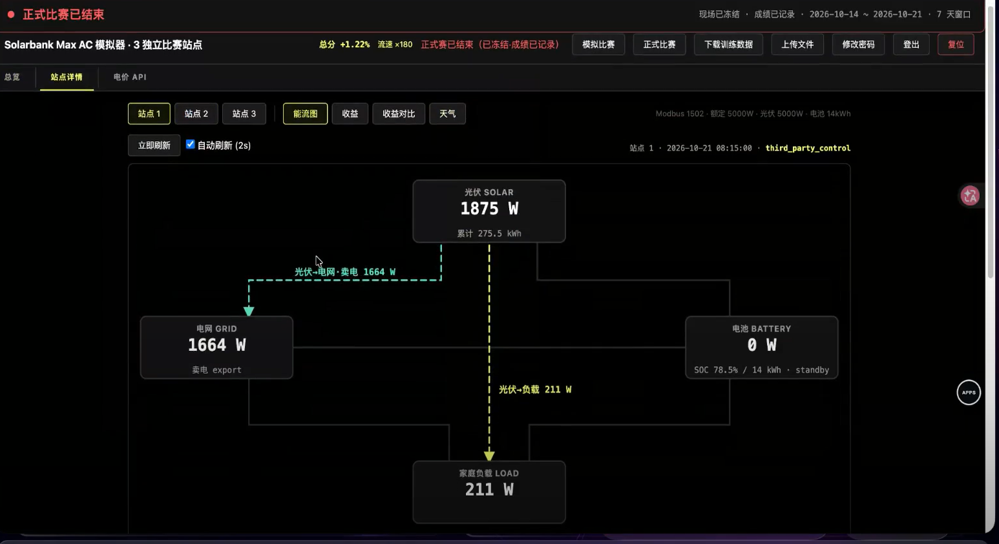 正式比赛已结束
现场已冻结 · 成绩已记录 · 2026-10-14 ~ 2026-10-21 · 7 天窗口
Solarbank Max AC 模拟器 · 3 独立比赛站点
总分 +1.22% 流速 ×180 正式赛已结束（已冻结·成绩已记录） 模拟比赛 正式比赛 下载训练数据 上传文件 修改密码 登出 复位
总览 站点详情 电价 API
站点 1 站点 2 站点 3 能流图 收益 收益对比 天气
Modbus 1502 · 额定 5000W · 光伏 5000W · 电池 14kWh
立即刷新 自动刷新 (2s)
站点 1 · 2026-10-21 08:15:00 · third_party_control
光伏 SOLAR
1875 W
累计 275.5 kWh
光伏→电网·卖电 1664 W
电网 GRID
1664 W
卖电 export
电池 BATTERY
0 W
SOC 78.5% / 14 kWh · standby
光伏→负载 211 W
家庭负载 LOAD
211 W
APPS